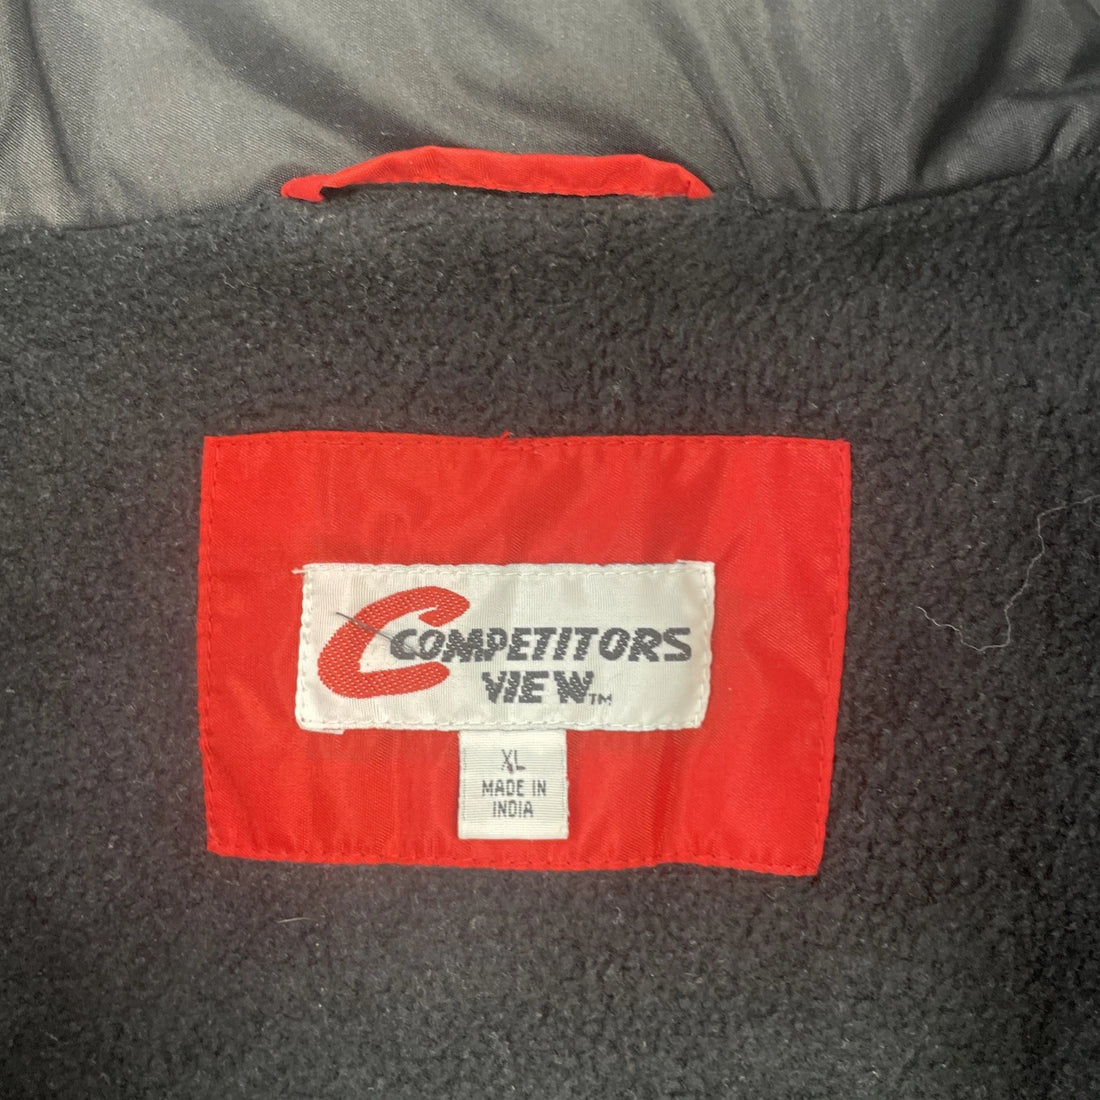 COMPETITORS
VIEW™
XL
MADE IN
INDIA